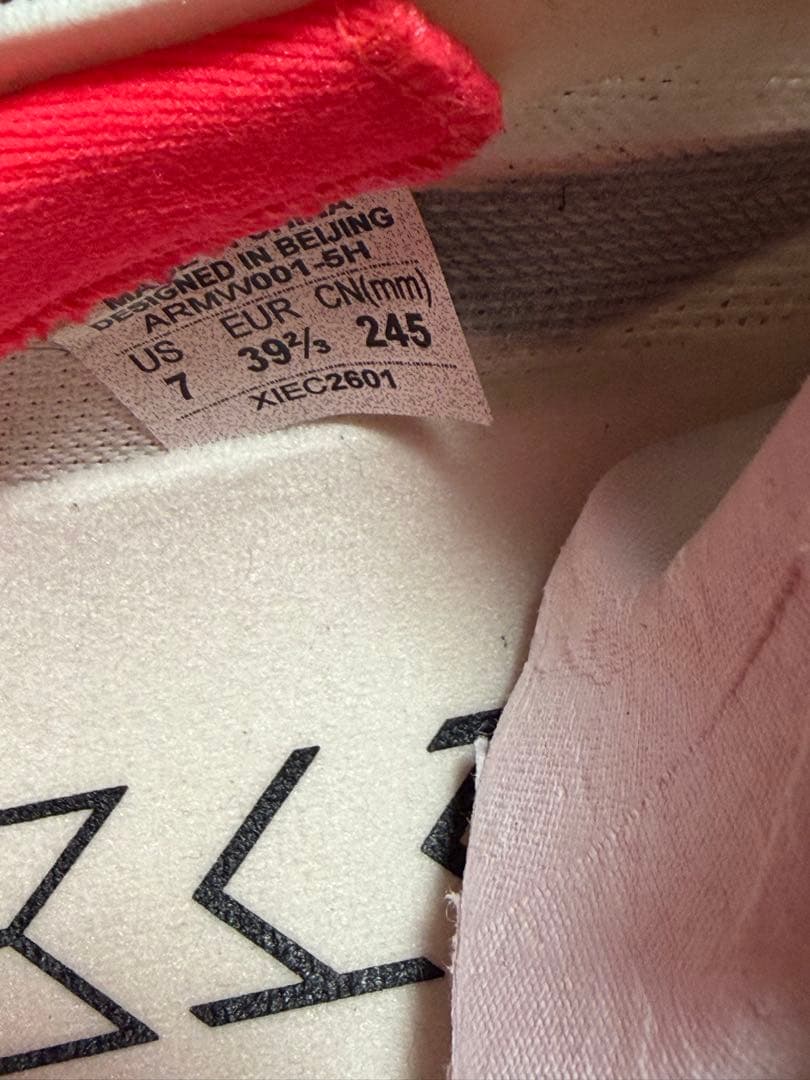 DESIGNED IN BEIJING
ARMW001-5H
US EUR CN(mm)
7 39²/₃ 245
XIEC2601